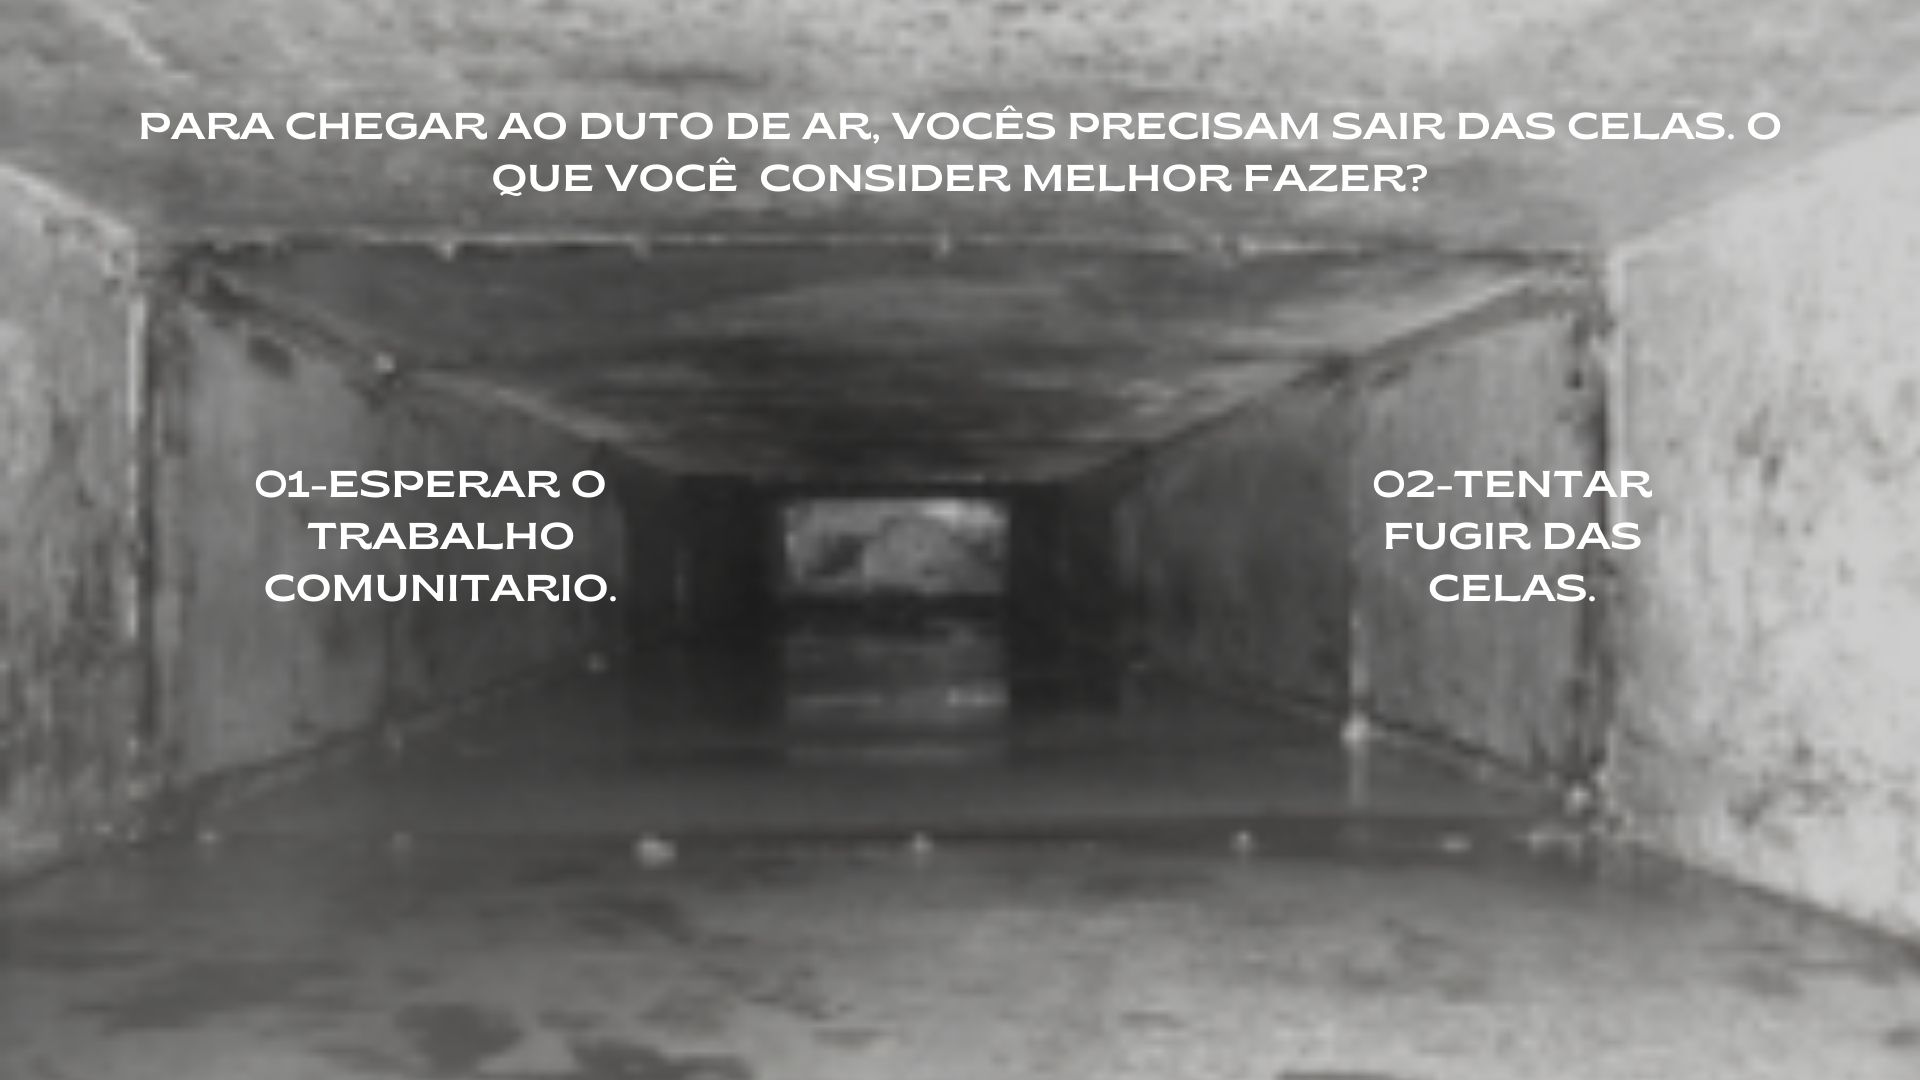 PARA CHEGAR AO DUTO DE AR, VOCÊS PRECISAM SAIR DAS CELAS. O
QUE VOCÊ CONSIDER MELHOR FAZER?
01-ESPERAR O
TRABALHO
COMUNITARIO.
02-TENTAR
FUGIR DAS
CELAS.